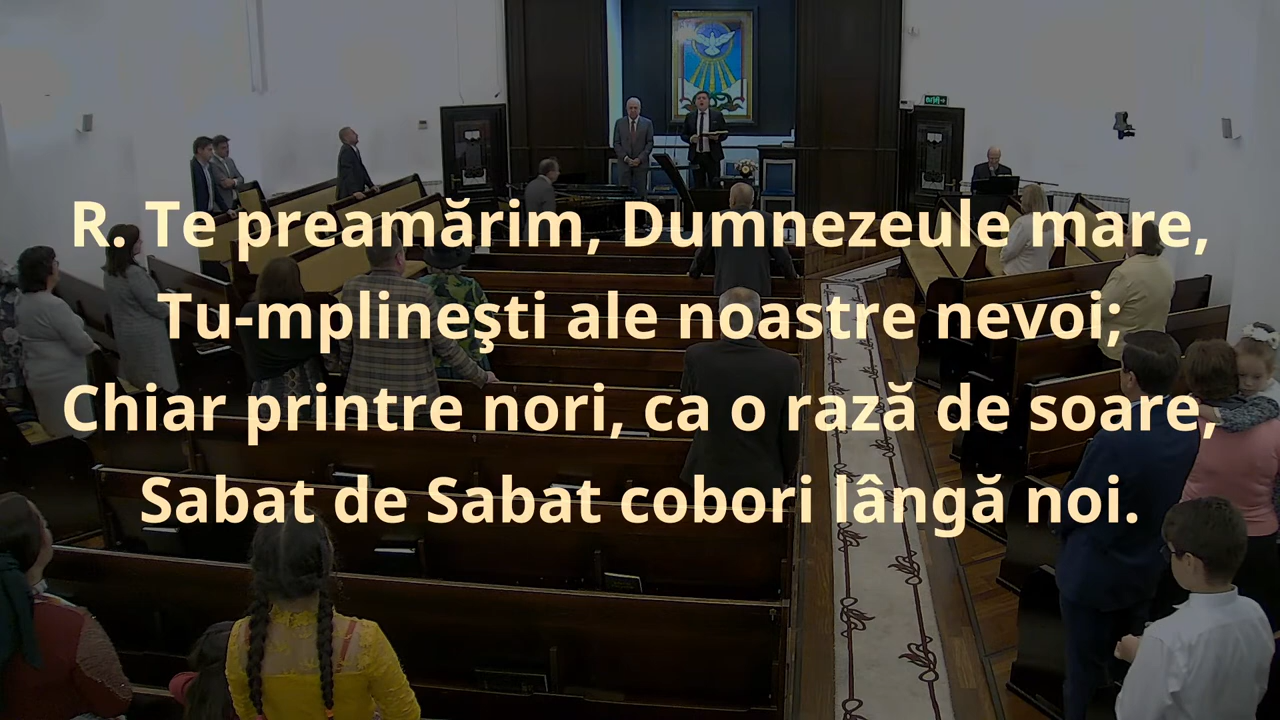 R. Te preamărim, Dumnezeule mare,
Tu-mplineşti ale noastre nevoi;
Chiar printre nori, ca o rază de soare,
Sabat de Sabat cobori lângă noi.